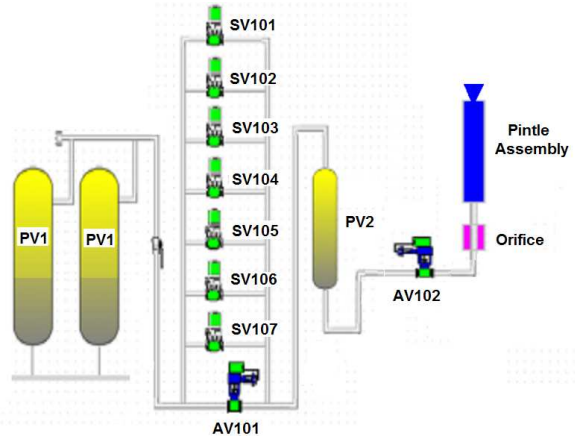 SV101
SV102
SV103
SV104
SV105
SV106
SV107
PV1
PV1
PV2
Pintle
Assembly
Orifice
AV102
AV101